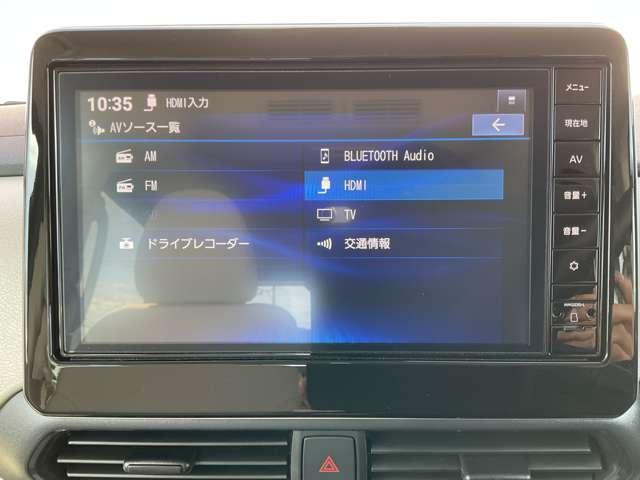 10:35 HDMI入力
AVソース一覧
AM
BLUETOOTH Audio
FM
HDMI
TV
ドライブレコーダー
交通情報
メニュー
現在地
AV
音量＋
音量−